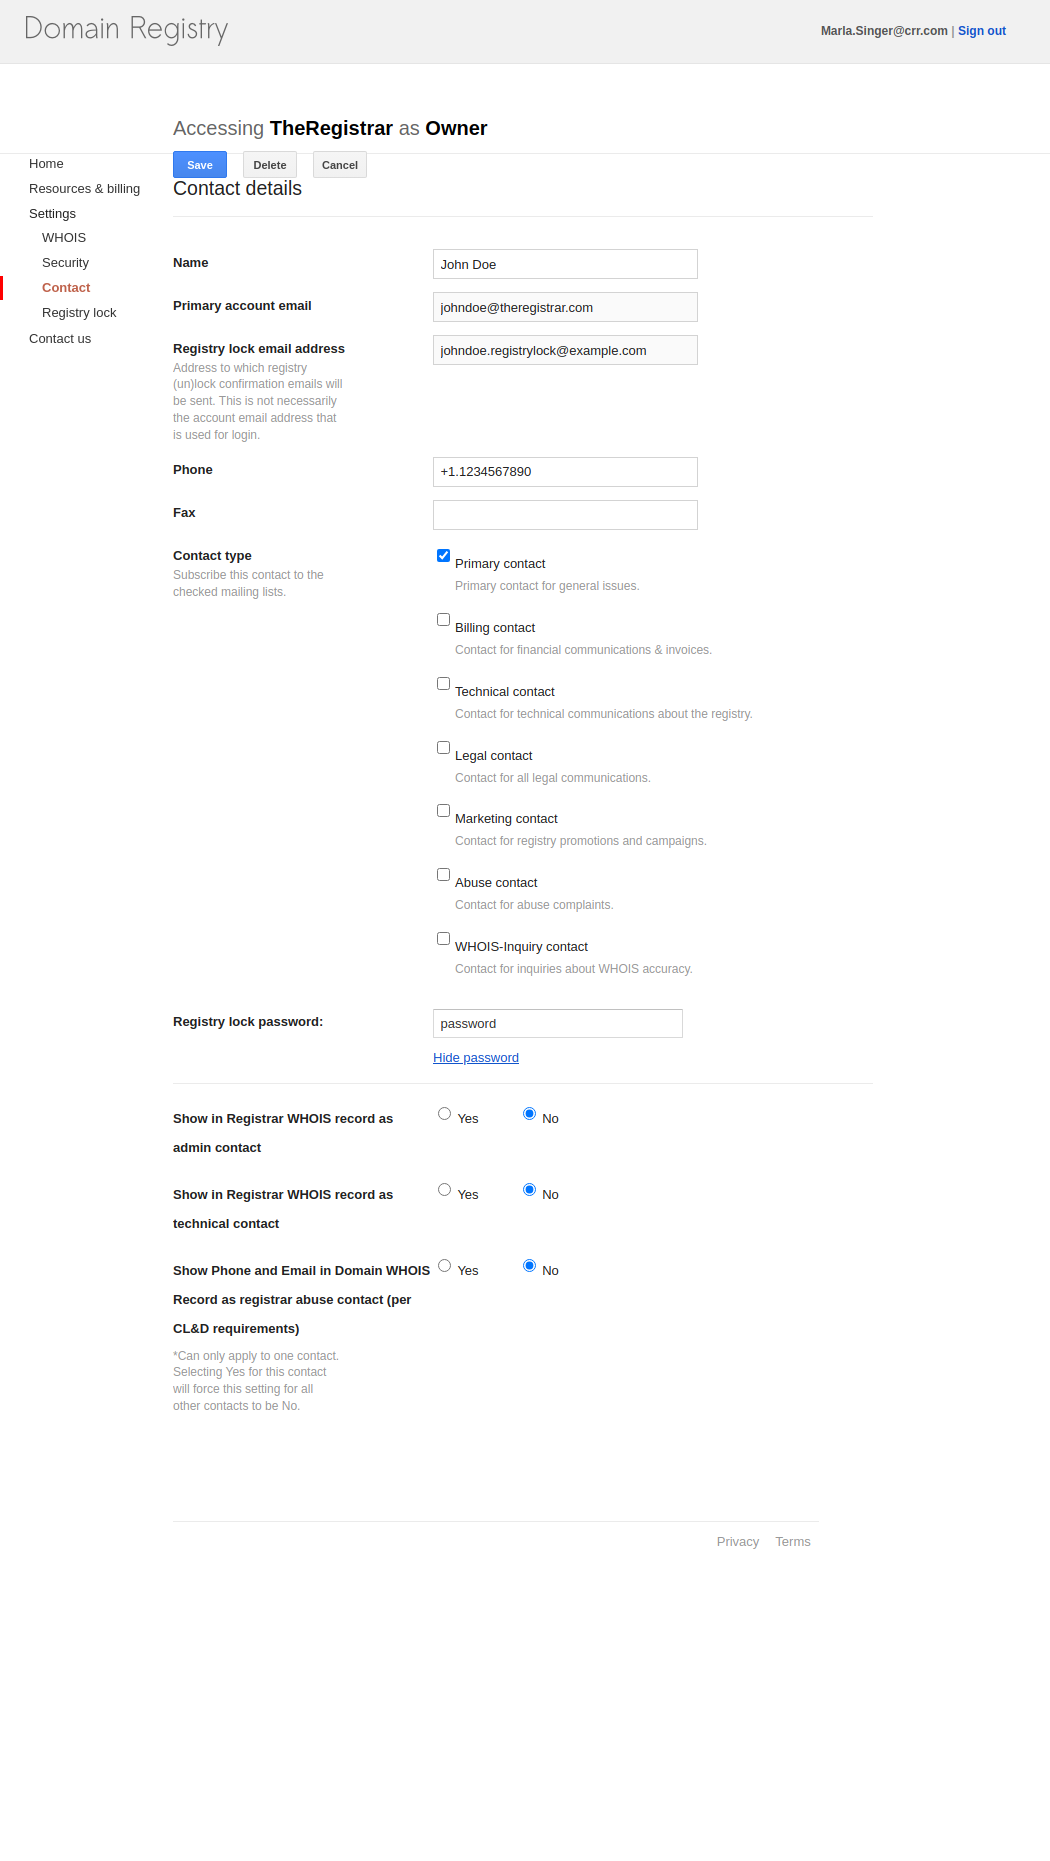 Domain Registry
Marla.Singer@crr.com | Sign out
Accessing TheRegistrar as Owner
Save
Delete
Cancel
Home
Resources & billing
Settings
WHOIS
Security
Contact
Registry lock
Contact us
Contact details
Name
John Doe
Primary account email
johndoe@theregistrar.com
Registry lock email address
johndoe.registrylock@example.com
Address to which registry
(un)lock confirmation emails will
be sent. This is not necessarily
the account email address that
is used for login.
Phone
+1.1234567890
Fax
Contact type
Subscribe this contact to the
checked mailing lists.
Primary contact
Primary contact for general issues.
Billing contact
Contact for financial communications & invoices.
Technical contact
Contact for technical communications about the registry.
Legal contact
Contact for all legal communications.
Marketing contact
Contact for registry promotions and campaigns.
Abuse contact
Contact for abuse complaints.
WHOIS-Inquiry contact
Contact for inquiries about WHOIS accuracy.
Registry lock password:
password
Hide password
Show in Registrar WHOIS record as
admin contact
Yes
No
Show in Registrar WHOIS record as
technical contact
Yes
No
Show Phone and Email in Domain WHOIS
Record as registrar abuse contact (per
CL&D requirements)
Yes
No
*Can only apply to one contact.
Selecting Yes for this contact
will force this setting for all
other contacts to be No.
Privacy
Terms